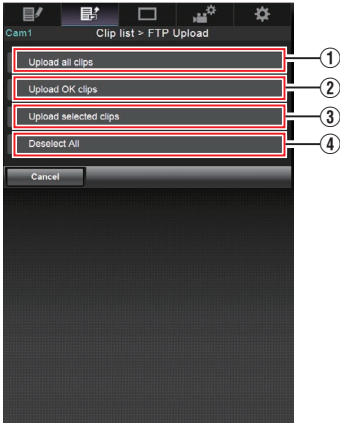 Cam1 Clip list > FTP Upload
Upload all clips ①
Upload OK clips ②
Upload selected clips ③
Deselect All ④
Cancel